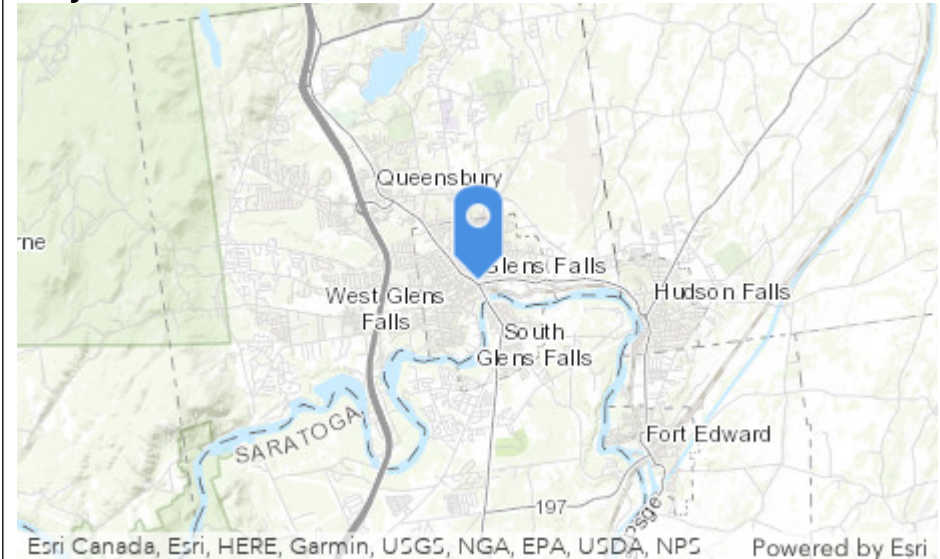 Queensbury
rne
Glens Falls
West Glens
Falls
Hudson Falls
South
Glens Falls
SARATOGA
Fort Edward
197
Esri Canada, Esri, HERE, Garmin, USGS, NGA, EPA, USDA, NPS
Powered by Esri